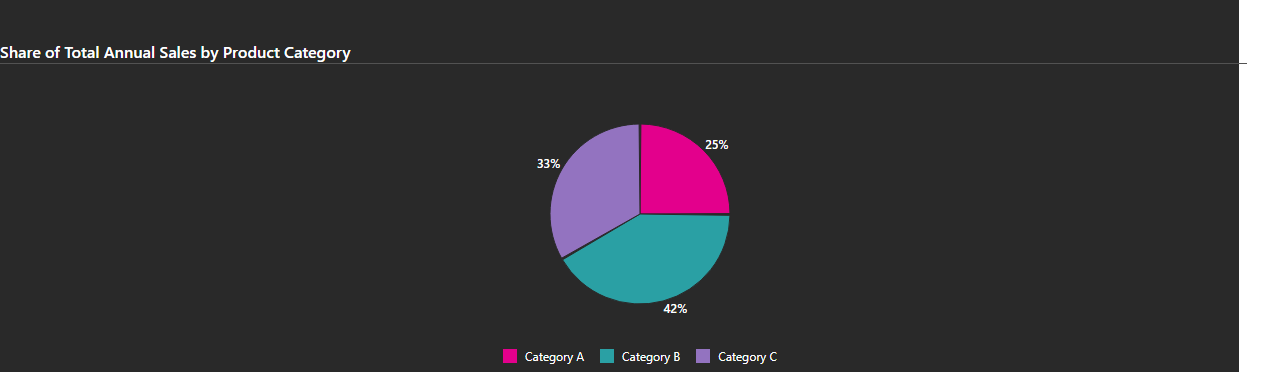 Share of Total Annual Sales by Product Category
25%
33%
42%
Category A Category B Category C